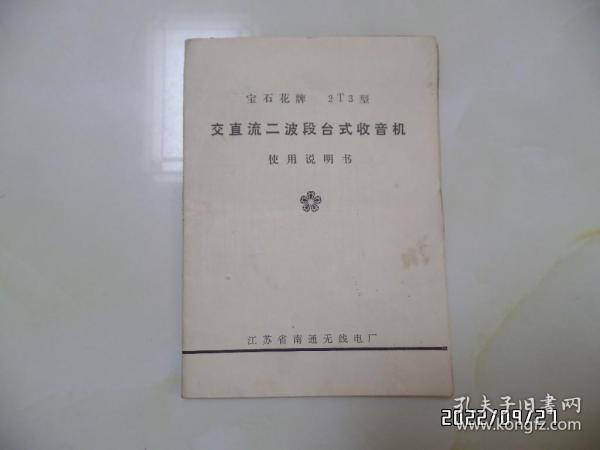 宝石花牌 2T3型
交直流二波段台式收音机
使用说明书
江苏省南通无线电厂
孔夫子旧書网
www.kongfz.com
2022/09/27